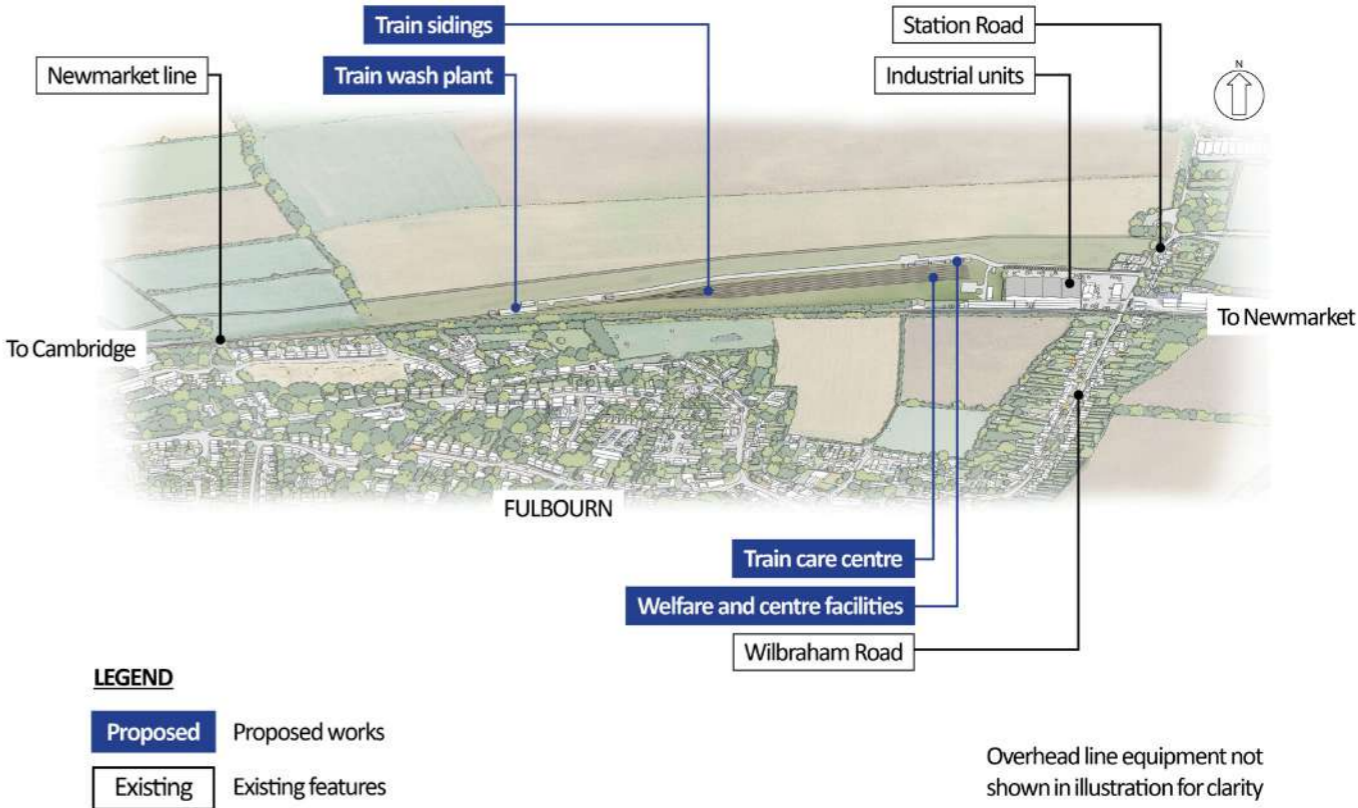 Train sidings
Station Road
Newmarket line
Train wash plant
Industrial units
N
To Cambridge
To Newmarket
FULBOURN
Train care centre
Welfare and centre facilities
Wilbraham Road
LEGEND
Proposed Proposed works
Existing Existing features
Overhead line equipment not
shown in illustration for clarity